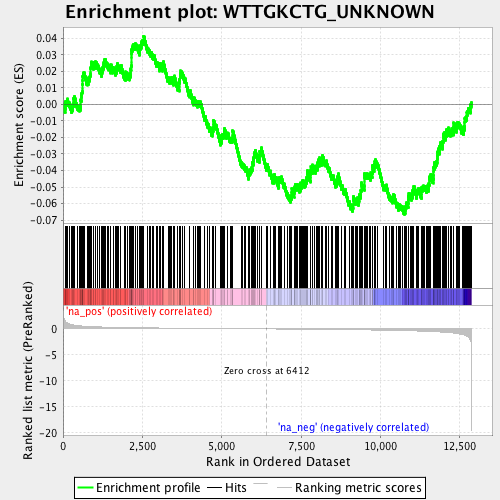 Enrichment plot: WTTGKCTG_UNKNOWN
Enrichment score (ES)
0.04
0.03
0.02
0.01
0.00
-0.01
-0.02
-0.03
-0.04
-0.05
-0.06
-0.07
'na_pos' (positively correlated)
Ranked list metric (PreRanked)
0
-5
-10
-15
-20
Zero cross at 6412
'na_neg' (negatively correlated)
0
2,500
5,000
7,500
10,000
12,500
Rank in Ordered Dataset
Enrichment profile
Hits
Ranking metric scores